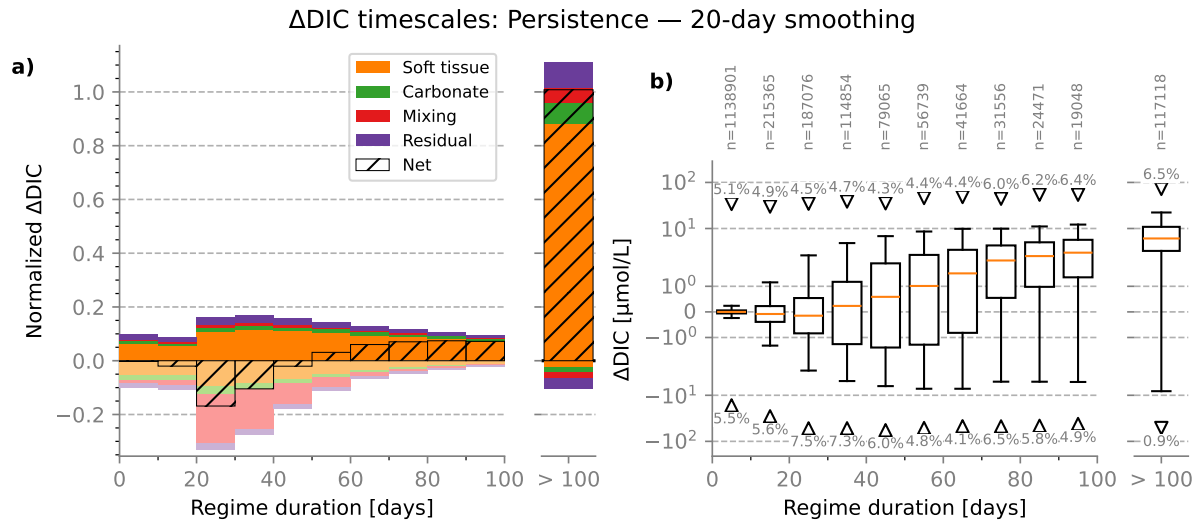 ΔDIC timescales: Persistence — 20-day smoothing
a)
Soft tissue
Carbonate
Mixing
Residual
Net
Normalized ΔDIC
1.0
0.8
0.6
0.4
0.2
0.0
−0.2
0 20 40 60 80 100 > 100
Regime duration [days]
b)
n=1138901
n=215365
n=187076
n=114854
n=79065
n=56739
n=41664
n=31556
n=24471
n=19048
n=117118
ΔDIC [μmol/L]
10²
10¹
10⁰
0
−10⁰
−10¹
−10²
5.1% 4.9% 4.5% 4.7% 4.3% 4.4% 4.4% 6.0% 6.2% 6.4% 6.5%
5.5% 5.6% 7.5% 7.3% 6.0% 4.8% 4.1% 6.5% 5.8% 4.9% 0.9%
0 20 40 60 80 100 > 100
Regime duration [days]